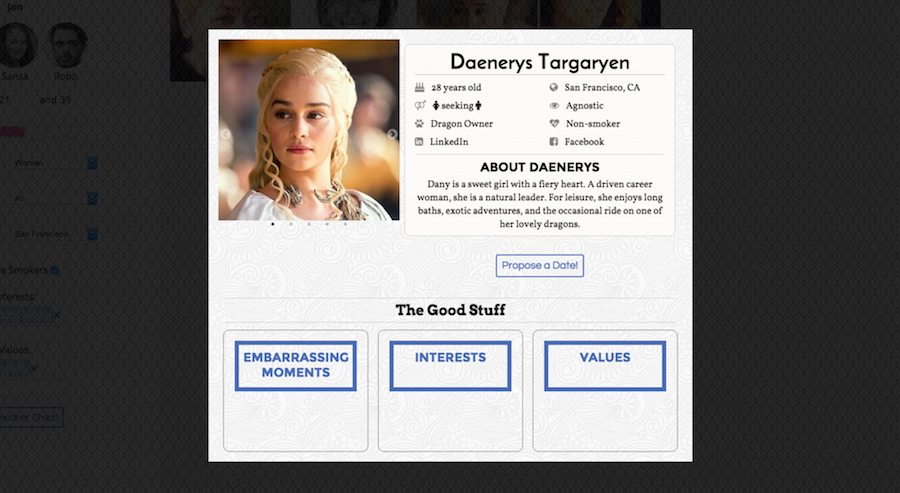 Jon
Sansa
Robb
21 and 30
Woman
All
San Francisco
e Smokers
nterests:
Values:
nother Child!
Daenerys Targaryen
28 years old
San Francisco, CA
seeking
Agnostic
Dragon Owner
Non-smoker
LinkedIn
Facebook
ABOUT DAENERYS
Dany is a sweet girl with a fiery heart. A driven career
woman, she is a natural leader. For leisure, she enjoys long
baths, exotic adventures, and the occasional ride on one of
her lovely dragons.
Propose a Date!
The Good Stuff
EMBARRASSING
MOMENTS
INTERESTS
VALUES